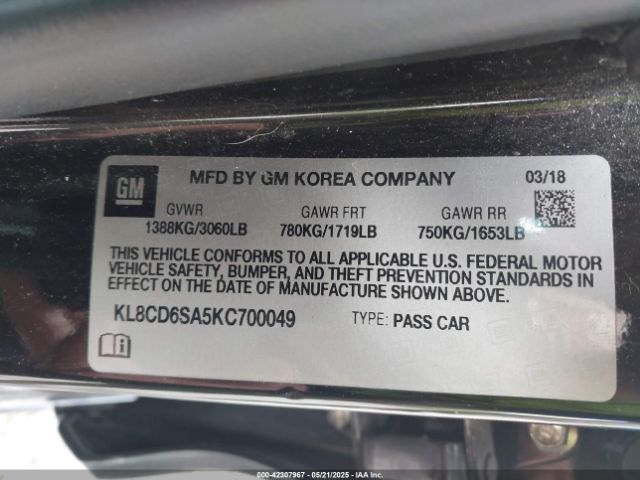 GM
MFD BY GM KOREA COMPANY 03/18
GVWR GAWR FRT GAWR RR
1388KG/3060LB 780KG/1719LB 750KG/1653LB
THIS VEHICLE CONFORMS TO ALL APPLICABLE U.S. FEDERAL MOTOR
VEHICLE SAFETY, BUMPER, AND THEFT PREVENTION STANDARDS IN
EFFECT ON THE DATE OF MANUFACTURE SHOWN ABOVE.
KL8CD6SA5KC700049 TYPE: PASS CAR
00-42307967 - 05/21/2025 - IAA, Inc.